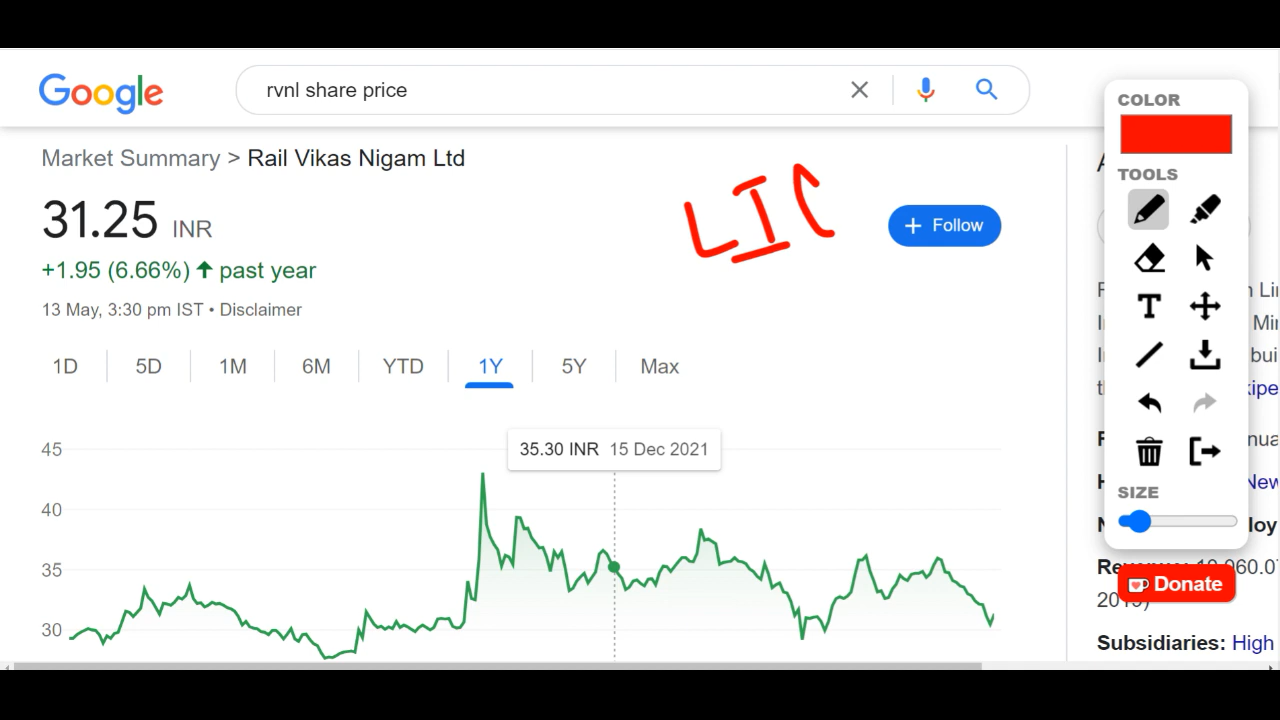 Google
rvnl share price
Market Summary > Rail Vikas Nigam Ltd
31.25 INR
+1.95 (6.66%) ↑ past year
13 May, 3:30 pm IST • Disclaimer
LIC
+ Follow
1D 5D 1M 6M YTD 1Y 5Y Max
35.30 INR 15 Dec 2021
45
40
35
30
COLOR
TOOLS
T
SIZE
Donate
Subsidiaries: High